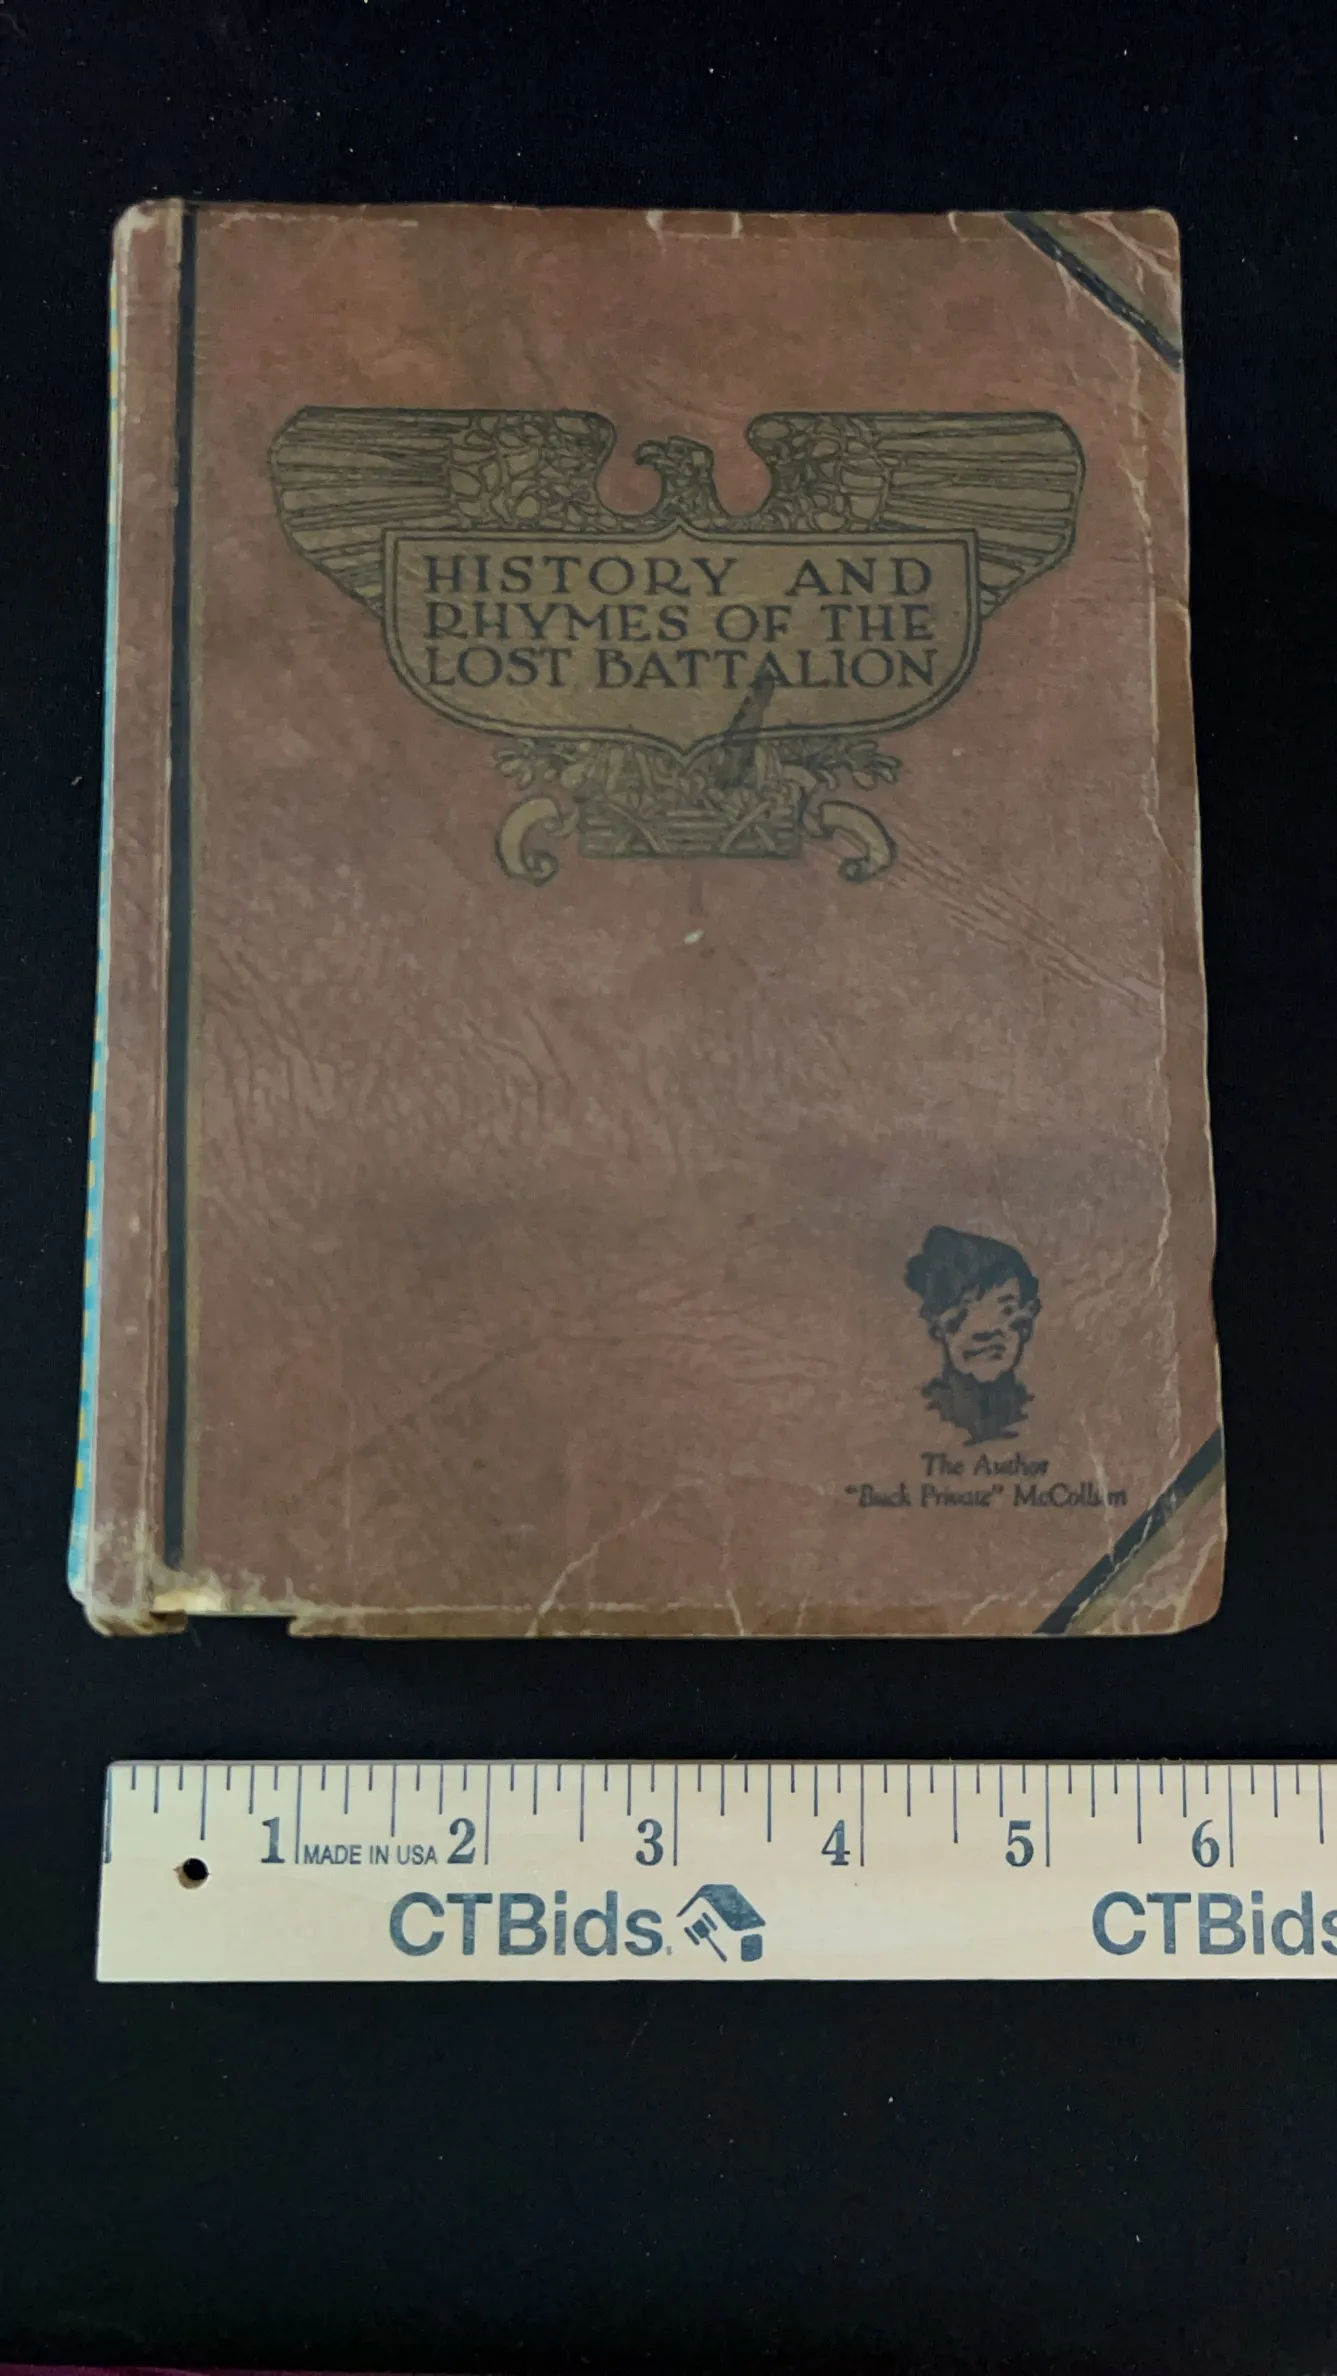 HISTORY AND
RHYMES OF THE
LOST BATTALION
The Author
"Buck Private" McCollum
1 MADE IN USA 2 3 4 5 6
CTBids. CTBids